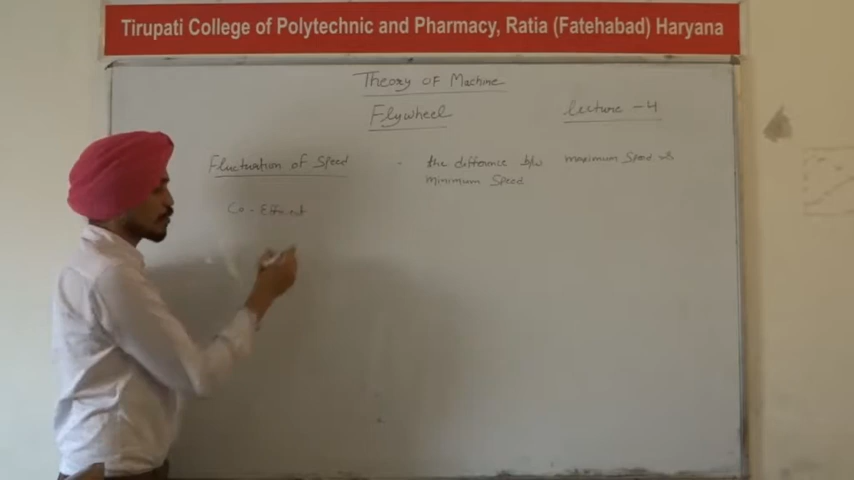 Tirupati College of Polytechnic and Pharmacy, Ratia (Fatehabad) Haryana
Theory OF Machine
Flywheel
lecture - 4
Fluctuation of Speed - the difference b/w maximum Speed &
minimum Speed
Co-Effient